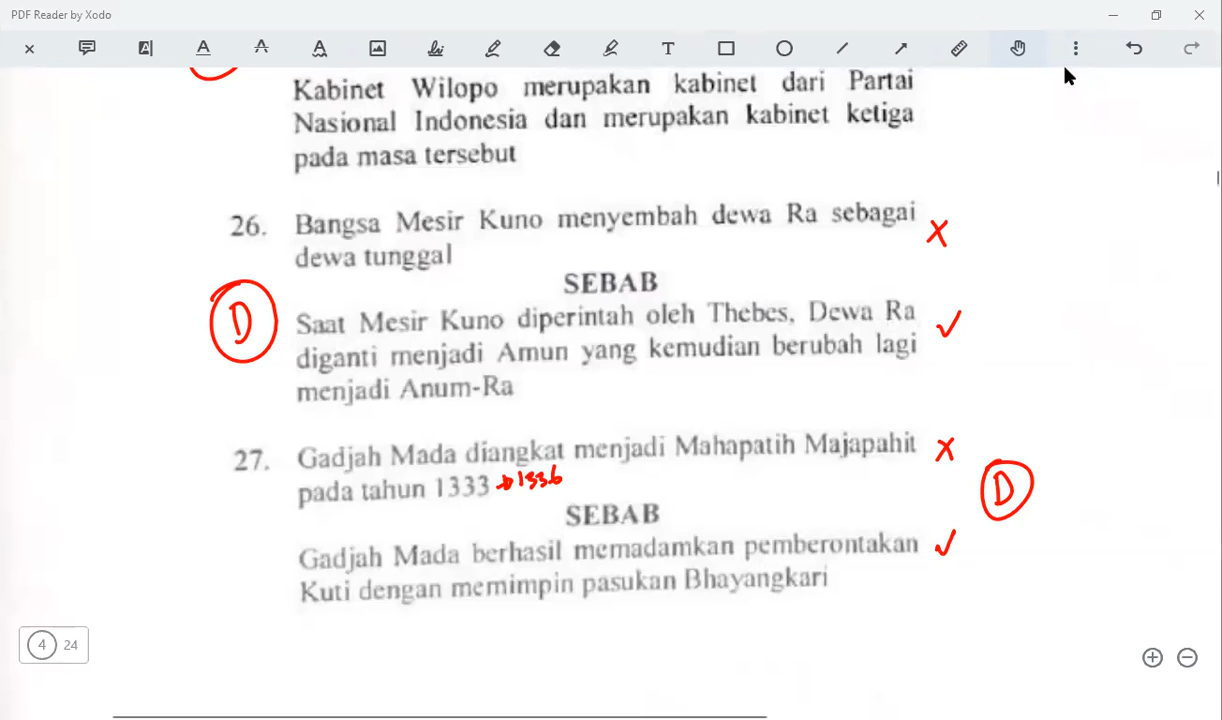 PDF Reader by Xodo
Kabinet Wilopo merupakan kabinet dari Partai
Nasional Indonesia dan merupakan kabinet ketiga
pada masa tersebut
26. Bangsa Mesir Kuno menyembah dewa Ra sebagai
dewa tunggal
SEBAB
D
Saat Mesir Kuno diperintah oleh Thebes, Dewa Ra
diganti menjadi Amun yang kemudian berubah lagi
menjadi Anum-Ra
27. Gadjah Mada diangkat menjadi Mahapatih Majapahit
pada tahun 1333 → 1336
D
SEBAB
Gadjah Mada berhasil memadamkan pemberontakan
Kuti dengan memimpin pasukan Bhayangkari
4 24